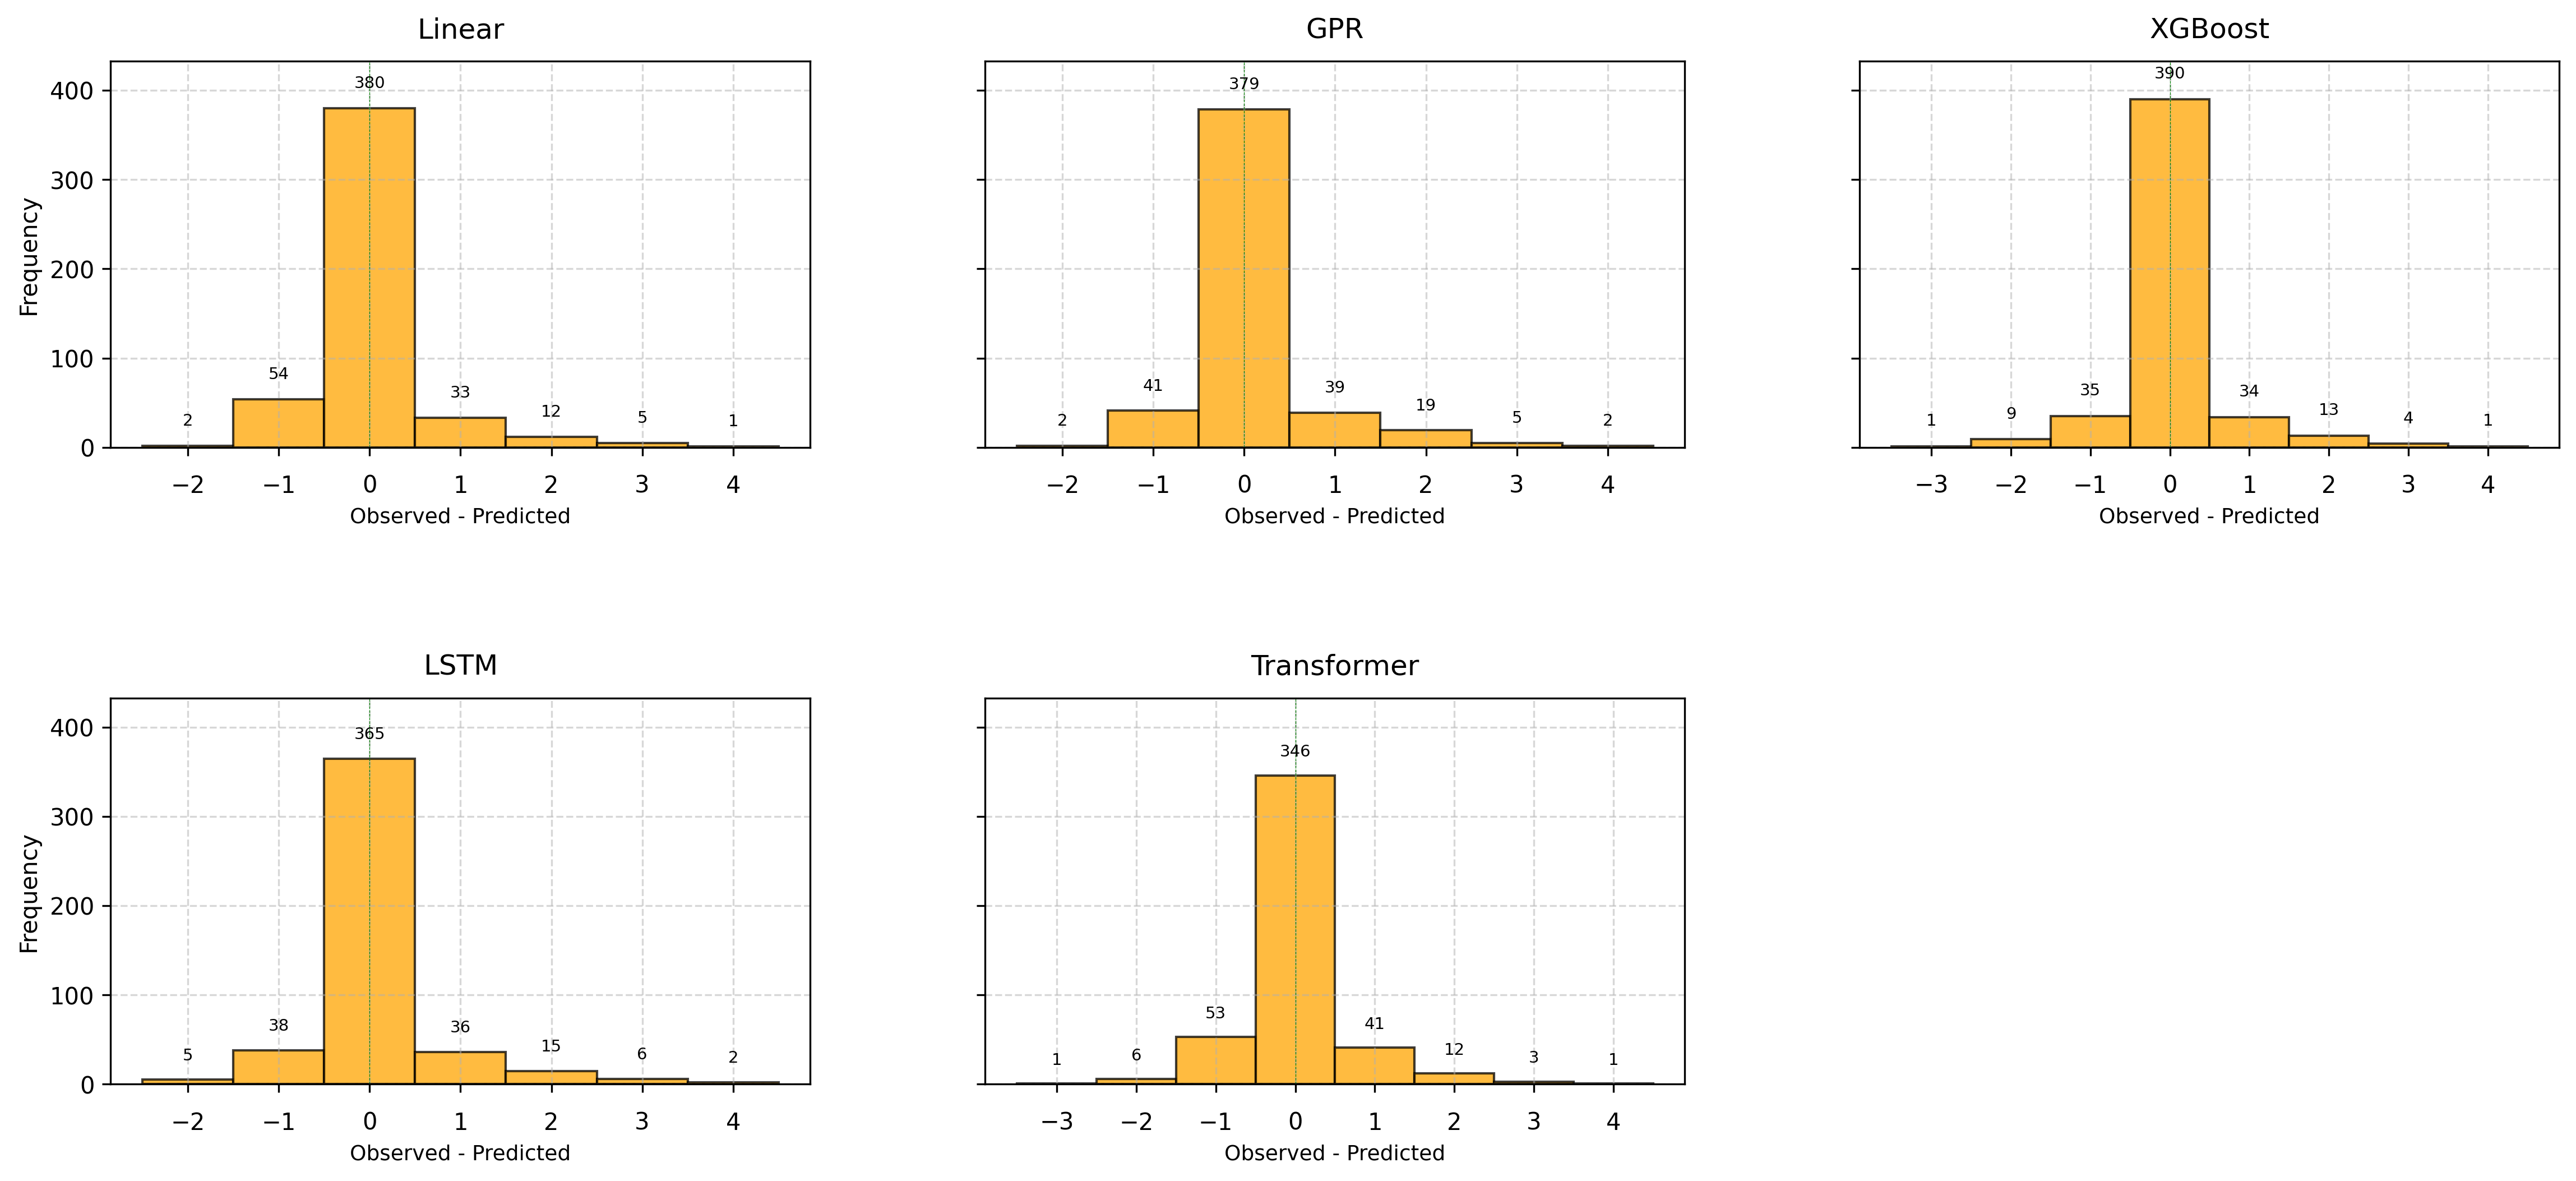 Linear
GPR
XGBoost
Frequency
400
300
200
100
0
2
54
380
33
12
5
1
−2 −1 0 1 2 3 4
Observed - Predicted
2
41
379
39
19
5
2
−2 −1 0 1 2 3 4
Observed - Predicted
1
9
35
390
34
13
4
1
−3 −2 −1 0 1 2 3 4
Observed - Predicted
LSTM
Transformer
Frequency
400
300
200
100
0
5
38
365
36
15
6
2
−2 −1 0 1 2 3 4
Observed - Predicted
1
6
53
346
41
12
3
1
−3 −2 −1 0 1 2 3 4
Observed - Predicted